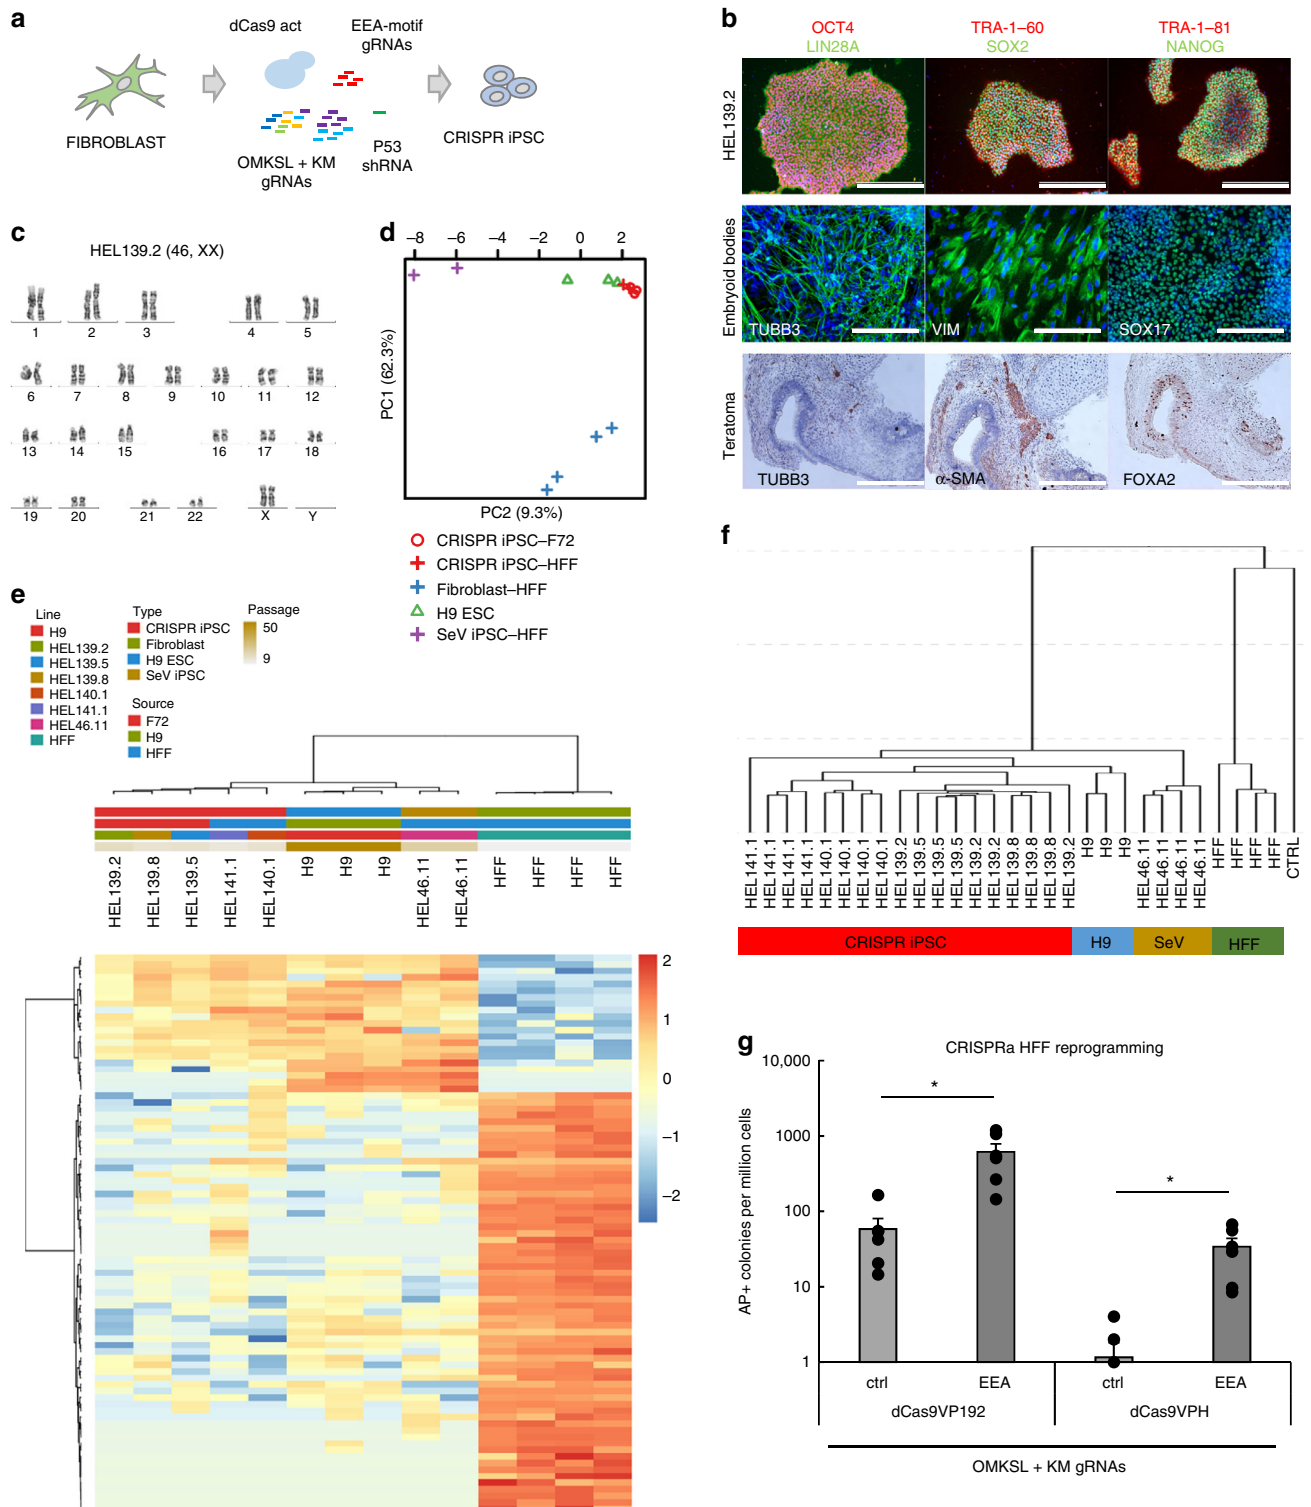 a
dCas9 act
EEA-motif
gRNAs
FIBROBLAST
OMKSL + KM
gRNAs
P53
shRNA
CRISPR iPSC
b
OCT4
LIN28A
TRA-1–60
SOX2
TRA-1–81
NANOG
HEL139.2
Embryoid bodies
TUBB3
VIM
SOX17
Teratoma
TUBB3
α-SMA
FOXA2
c
HEL139.2 (46, XX)
1 2 3 4 5
6 7 8 9 10 11 12
13 14 15 16 17 18
19 20 21 22 X Y
d
–8 –6 –4 –2 0 2
PC1 (62.3%)
PC2 (9.3%)
CRISPR iPSC–F72
CRISPR iPSC–HFF
Fibroblast–HFF
H9 ESC
SeV iPSC–HFF
e
Line
H9
HEL139.2
HEL139.5
HEL139.8
HEL140.1
HEL141.1
HEL46.11
HFF
Type
CRISPR iPSC
Fibroblast
H9 ESC
SeV iPSC
Source
F72
H9
HFF
Passage
50
9
HEL139.2
HEL139.8
HEL139.5
HEL141.1
HEL140.1
H9
H9
H9
HEL46.11
HEL46.11
HFF
HFF
HFF
HFF
2
1
0
–1
–2
f
HEL141.1
HEL141.1
HEL141.1
HEL141.1
HEL140.1
HEL140.1
HEL140.1
HEL140.1
HEL139.2
HEL139.5
HEL139.5
HEL139.5
HEL139.2
HEL139.2
HEL139.8
HEL139.8
HEL139.8
HEL139.2
H9
H9
H9
HEL46.11
HEL46.11
HEL46.11
HEL46.11
HFF
HFF
HFF
HFF
CTRL
CRISPR iPSC
H9
SeV
HFF
g
CRISPRa HFF reprogramming
AP+ colonies per million cells
10,000
1000
100
10
1
*
*
ctrl EEA ctrl EEA
dCas9VP192 dCas9VPH
OMKSL + KM gRNAs